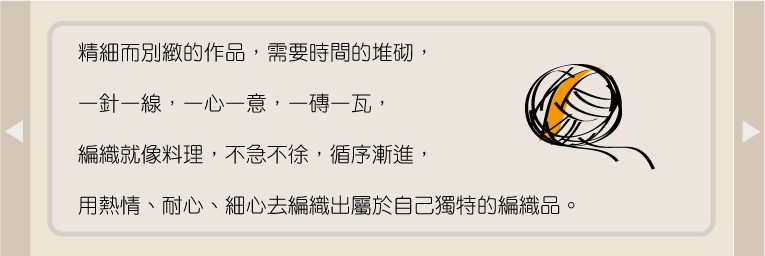 精細而別緻的作品，需要時間的堆砌，
一針一線，一心一意，一磚一瓦，
編織就像料理，不急不徐，循序漸進，
用熱情、耐心、細心去編織出屬於自己獨特的編織品。